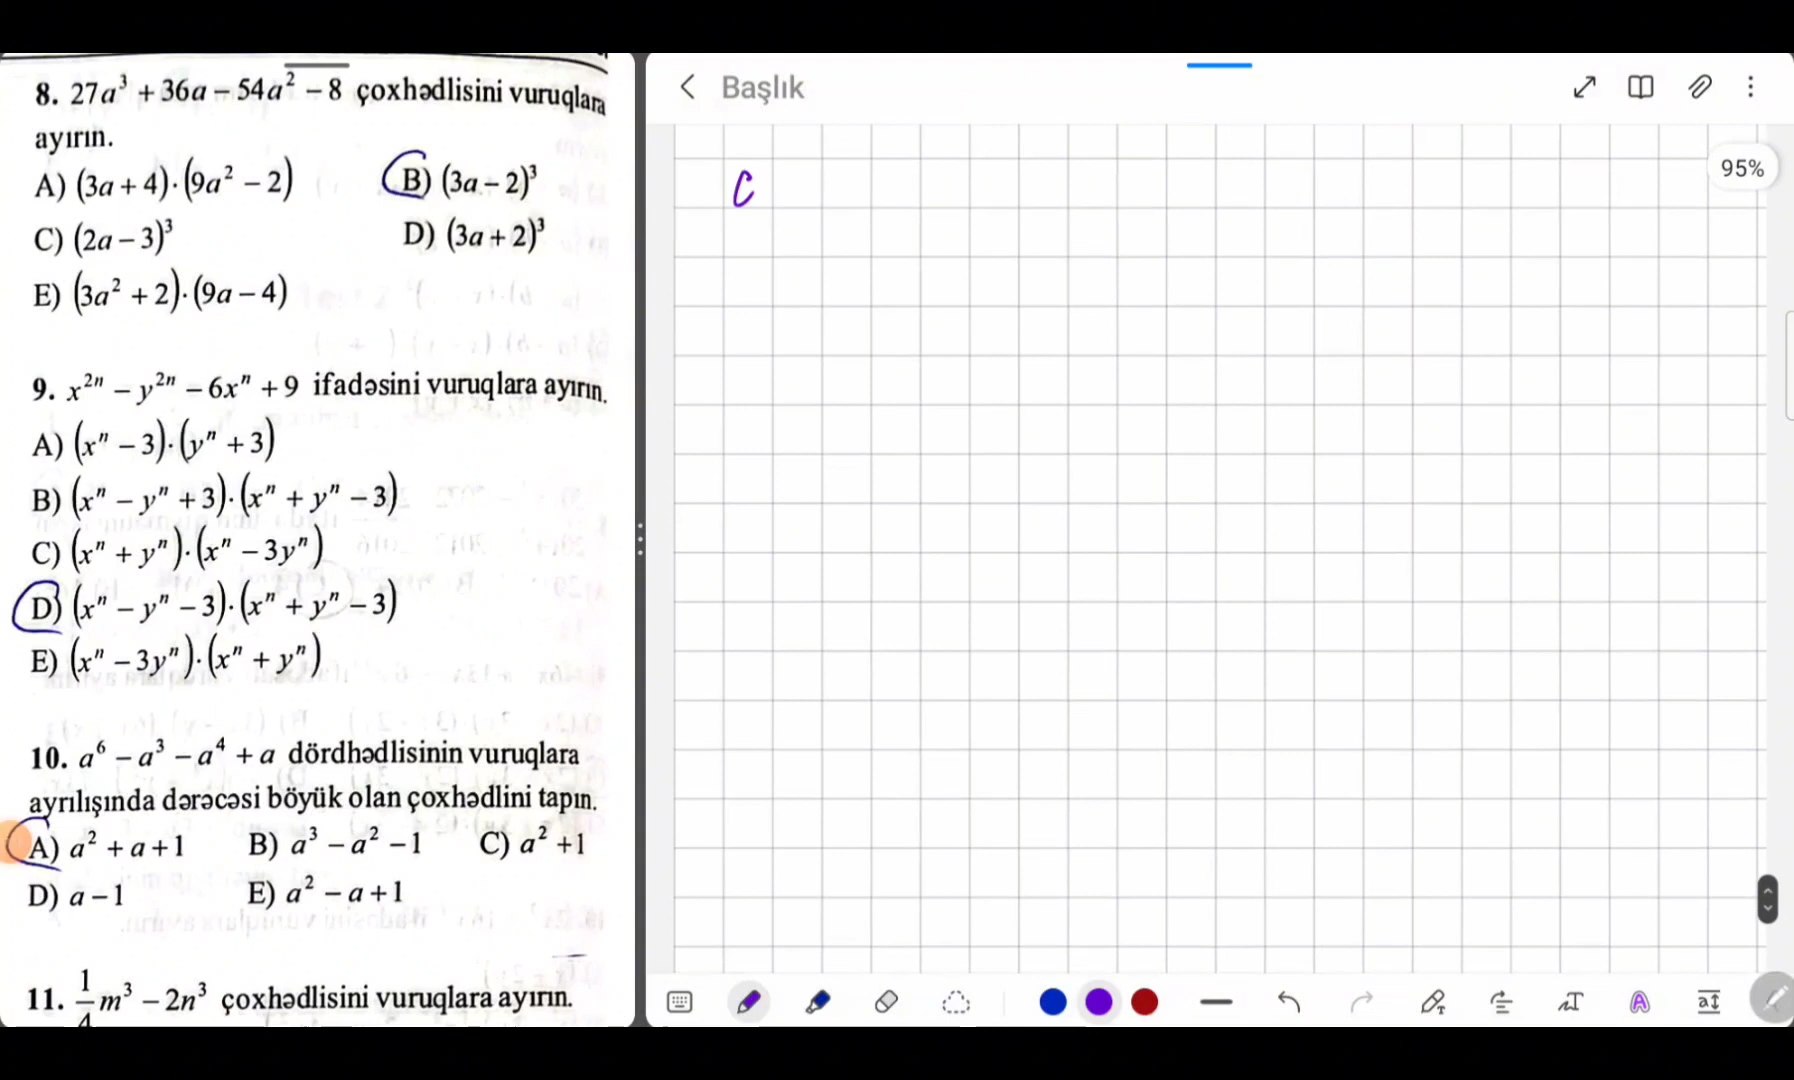 8. 27a³ + 36a − 54a² − 8 çoxhədlisini vuruqlara
ayırın.
A) (3a + 4)·(9a² − 2)
B) (3a − 2)³
C) (2a − 3)³
D) (3a + 2)³
E) (3a² + 2)·(9a − 4)
9. x²ⁿ − y²ⁿ − 6xⁿ + 9 ifadəsini vuruqlara ayırın.
A) (xⁿ − 3)·(yⁿ + 3)
B) (xⁿ − yⁿ + 3)·(xⁿ + yⁿ − 3)
C) (xⁿ + yⁿ)·(xⁿ − 3yⁿ)
D) (xⁿ − yⁿ − 3)·(xⁿ + yⁿ − 3)
E) (xⁿ − 3yⁿ)·(xⁿ + yⁿ)
10. a⁶ − a³ − a⁴ + a dördhədlisinin vuruqlara
ayrılışında dərəcəsi böyük olan çoxhədlini tapın.
A) a² + a + 1 B) a³ − a² − 1 C) a² + 1
D) a − 1 E) a² − a + 1
11. 1/4 m³ − 2n³ çoxhədlisini vuruqlara ayırın.
Başlık
95%